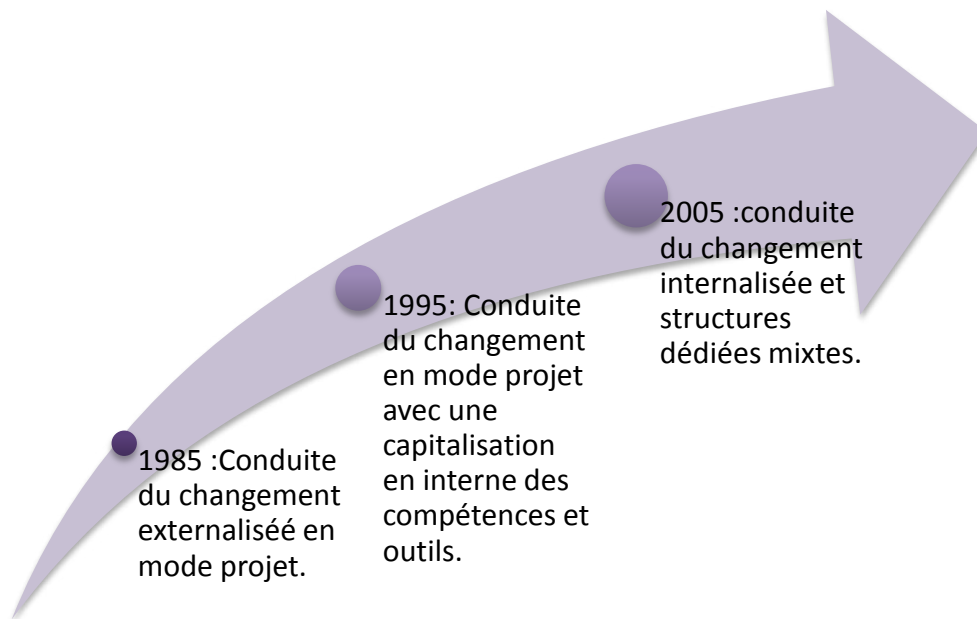 1985 :Conduite
du changement
externaliséé en
mode projet.
1995: Conduite
du changement
en mode projet
avec une
capitalisation
en interne des
compétences et
outils.
2005 :conduite
du changement
internalisée et
structures
dédiées mixtes.